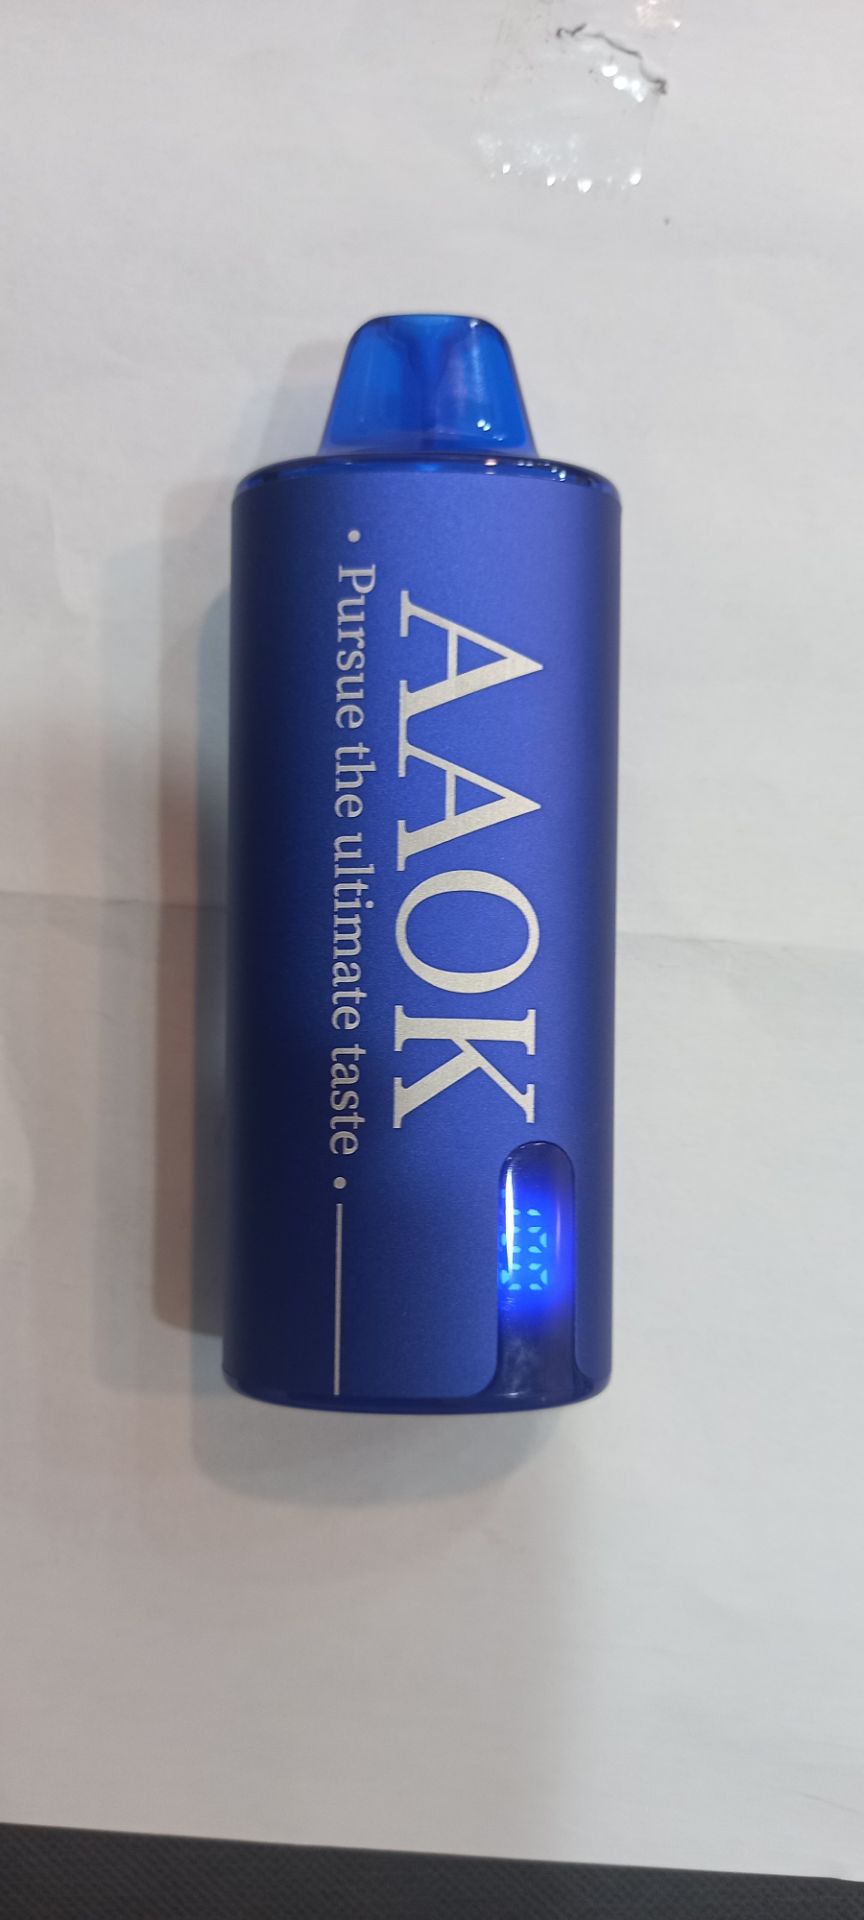 AAOK
• Pursue the ultimate taste •